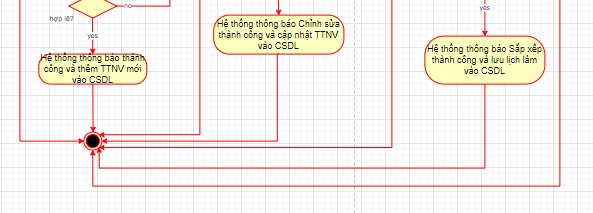 no
hợp lệ?
yes
Hệ thống thông báo thành
công và thêm TTNV mới
vào CSDL
Hệ thống thông báo Chỉnh sửa
thành công và cập nhật TTNV
vào CSDL
yes
Hệ thống thông báo Sắp xếp
thành công và lưu lịch làm
vào CSDL